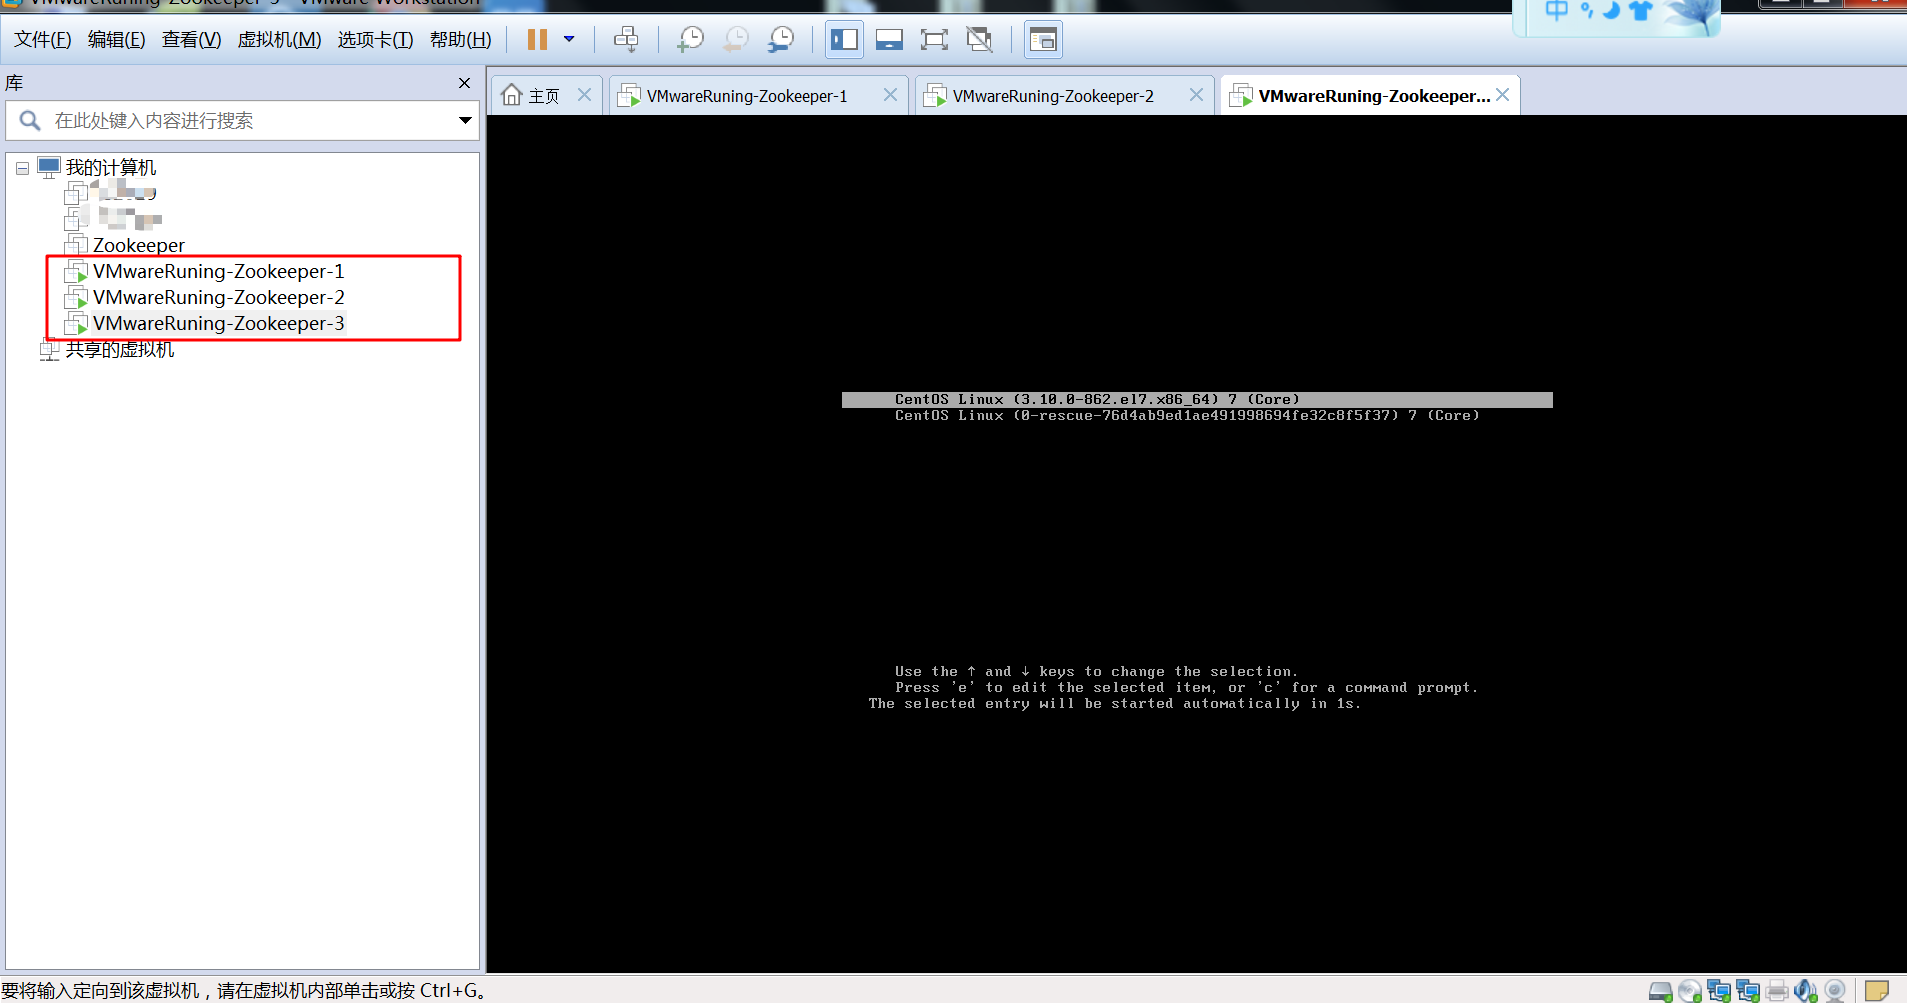 VMwareRuning-Zookeeper-3 - VMware Workstation
文件(F) 编辑(E) 查看(V) 虚拟机(M) 选项卡(T) 帮助(H)
中
库
在此处键入内容进行搜索
主页 VMwareRuning-Zookeeper-1 VMwareRuning-Zookeeper-2 VMwareRuning-Zookeeper...
我的计算机
Zookeeper
VMwareRuning-Zookeeper-1
VMwareRuning-Zookeeper-2
VMwareRuning-Zookeeper-3
共享的虚拟机
CentOS Linux (3.10.0-862.el7.x86_64) 7 (Core)
CentOS Linux (0-rescue-76d4ab9ed1ae491998694fe32c8f5f37) 7 (Core)
Use the ↑ and ↓ keys to change the selection.
Press 'e' to edit the selected item, or 'c' for a command prompt.
The selected entry will be started automatically in 1s.
要将输入定向到该虚拟机，请在虚拟机内部单击或按 Ctrl+G。